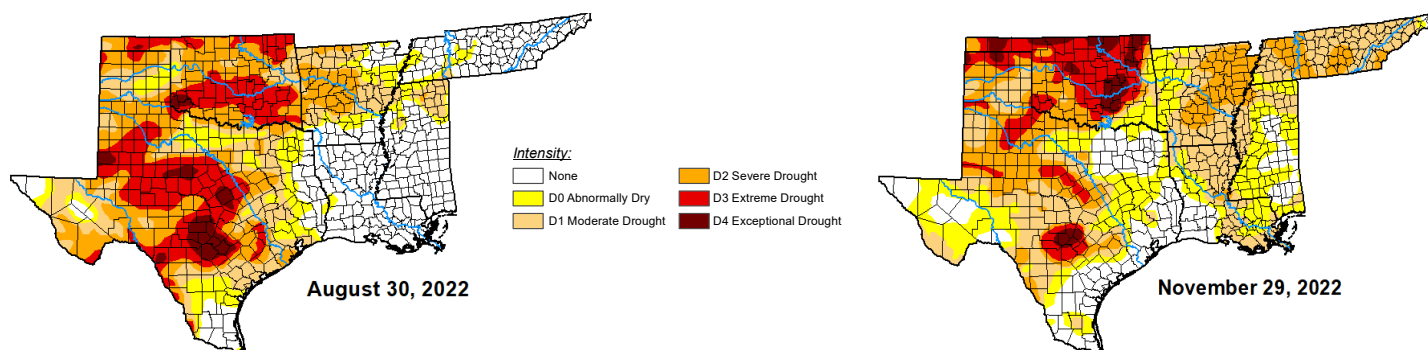 Intensity:
None
D0 Abnormally Dry
D1 Moderate Drought
D2 Severe Drought
D3 Extreme Drought
D4 Exceptional Drought
August 30, 2022
November 29, 2022